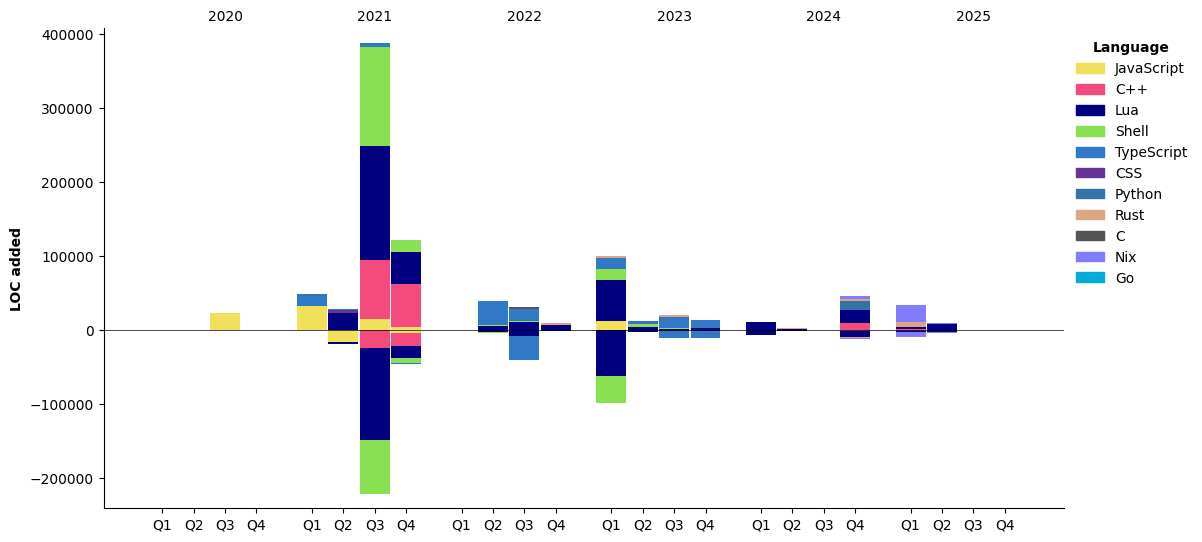 2020 2021 2022 2023 2024 2025
LOC added
400000
300000
200000
100000
0
−100000
−200000
Q1 Q2 Q3 Q4 Q1 Q2 Q3 Q4 Q1 Q2 Q3 Q4 Q1 Q2 Q3 Q4 Q1 Q2 Q3 Q4 Q1 Q2 Q3 Q4
Language
JavaScript
C++
Lua
Shell
TypeScript
CSS
Python
Rust
C
Nix
Go